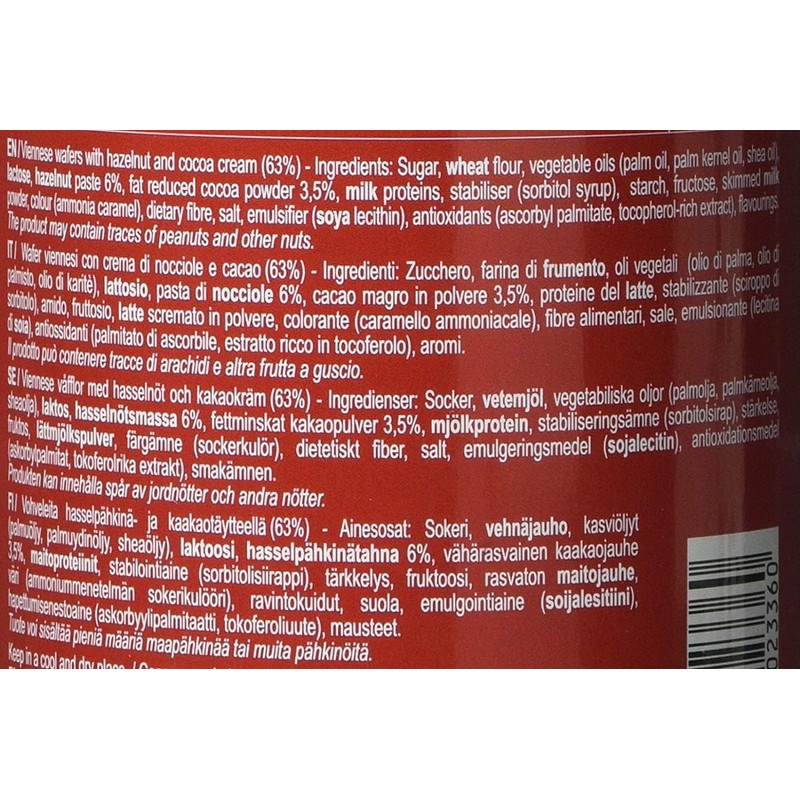 EN / Viennese wafers with hazelnut and cocoa cream (63%) - Ingredients: Sugar, wheat flour, vegetable oils (palm oil, palm kernel oil, shea oil),
lactose, hazelnut paste 6%, fat reduced cocoa powder 3,5%, milk proteins, stabiliser (sorbitol syrup), starch, fructose, skimmed milk
powder, colour (ammonia caramel), dietary fibre, salt, emulsifier (soya lecithin), antioxidants (ascorbyl palmitate, tocopherol-rich extract), flavourings.
The product may contain traces of peanuts and other nuts.
IT / Wafer viennesi con crema di nocciole e cacao (63%) - Ingredienti: Zucchero, farina di frumento, oli vegetali (olio di palma, olio di
palmisto, olio di karité), lattosio, pasta di nocciole 6%, cacao magro in polvere 3,5%, proteine del latte, stabilizzante (sciroppo di
sorbitolo), amido, fruttosio, latte scremato in polvere, colorante (caramello ammoniacale), fibre alimentari, sale, emulsionante (lecitina
di soia), antiossidanti (palmitato di ascorbile, estratto ricco in tocoferolo), aromi.
Il prodotto può contenere tracce di arachidi e altra frutta a guscio.
SE / Viennese våfflor med hasselnöt och kakaokräm (63%) - Ingredienser: Socker, vetemjöl, vegetabiliska oljor (palmolja, palmkärneolja,
sheaolja), laktos, hasselnötsmassa 6%, fettminskat kakaopulver 3,5%, mjölkprotein, stabiliseringsämne (sorbitolsirap), stärkelse,
fruktos, lättmjölkspulver, färgämne (sockerkulör), dietetiskt fiber, salt, emulgeringsmedel (sojalecitin), antioxidationsmedel
(askorbylpalmitat, tokoferolrika extrakt), smakämnen.
Produkten kan innehålla spår av jordnötter och andra nötter.
FI / Vohveleita hasselpähkinä- ja kaakaotäytteellä (63%) - Ainesosat: Sokeri, vehnäjauho, kasviöljyt
(palmuöljy, palmuydinöljy, sheaöljy), laktoosi, hasselpähkinätahna 6%, vähärasvainen kaakaojauhe
3,5%, maitoproteiinit, stabilointiaine (sorbitolisiirappi), tärkkelys, fruktoosi, rasvaton maitojauhe,
väri (ammoniummenetelmän sokerikulööri), ravintokuidut, suola, emulgointiaine (soijalesitiini),
hapettumisenestoaine (askorbyylipalmitaatti, tokoferoliuute), mausteet.
Tuote voi sisältää pieniä määriä maapähkinää tai muita pähkinöitä.
Keep in a cool and dry place. /
023360